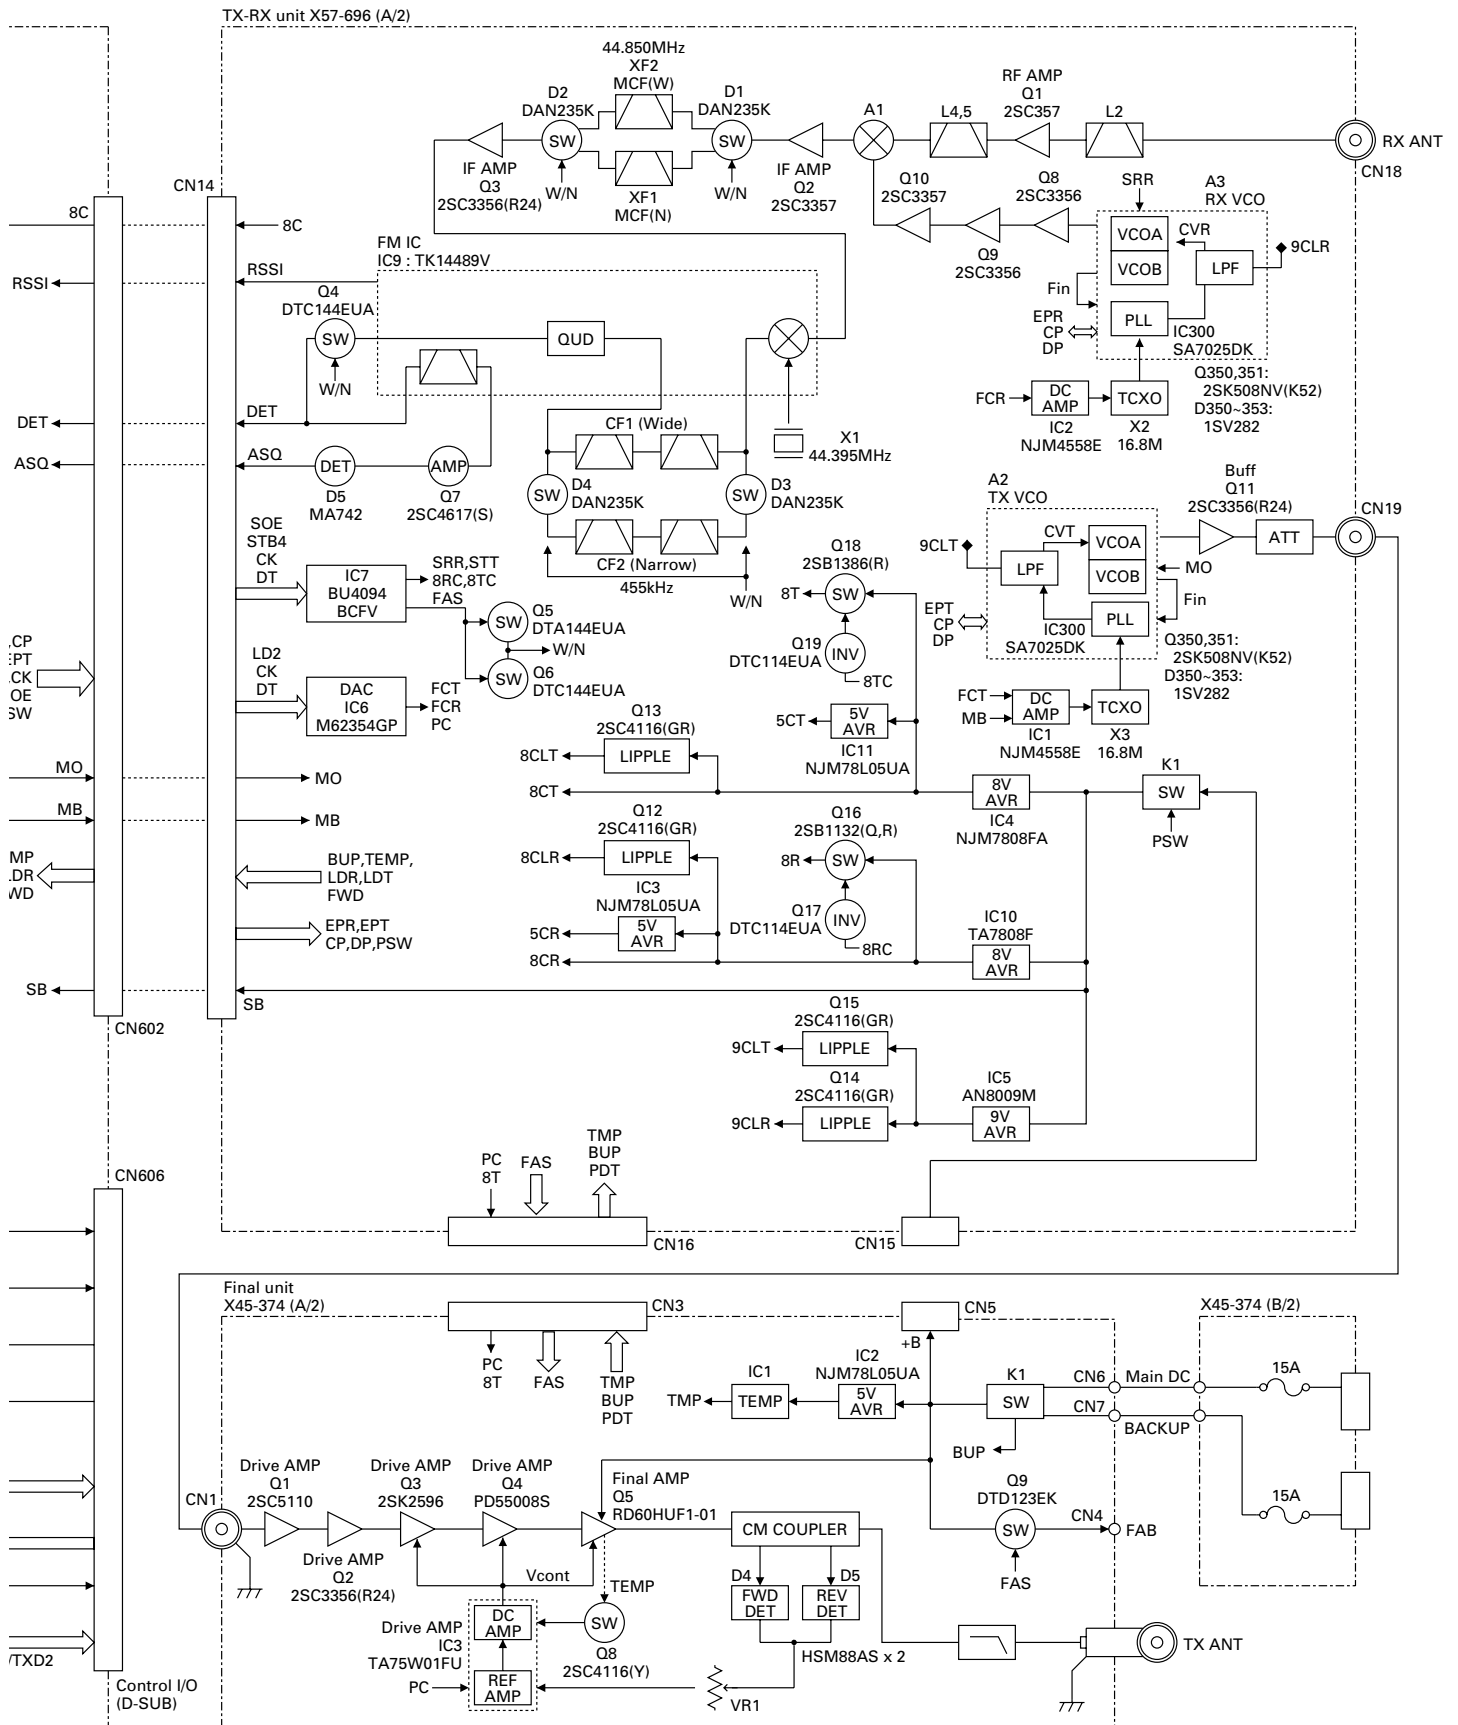 TX-RX unit X57-696 (A/2)
44.850MHz
XF2
MCF(W)
D2
DAN235K
SW
W/N
D1
DAN235K
SW
W/N
XF1
MCF(N)
IF AMP
Q3
2SC3356(R24)
IF AMP
Q2
2SC3357
A1
L4,5
RF AMP
Q1
2SC357
L2
RX ANT
CN18
Q10
2SC3357
Q9
2SC3356
Q8
2SC3356
SRR
A3
RX VCO
VCOA
VCOB
CVR
LPF
9CLR
Fin
PLL
IC300
SA7025DK
EPR
CP
DP
Q350,351:
2SK508NV(K52)
D350~353:
1SV282
FCR
DC
AMP
IC2
NJM4558E
TCXO
X2
16.8M
CN14
8C
8C
RSSI
RSSI
FM IC
IC9 : TK14489V
Q4
DTC144EUA
SW
W/N
QUD
DET
DET
ASQ
ASQ
DET
D5
MA742
AMP
Q7
2SC4617(S)
CF1 (Wide)
X1
44.395MHz
SW
D4
DAN235K
SW
D3
DAN235K
CF2 (Narrow)
455kHz
W/N
SOE
STB4
CK
DT
IC7
BU4094
BCFV
SRR,STT
8RC,8TC
FAS
SW
Q5
DTA144EUA
W/N
SW
Q6
DTC144EUA
LD2
CK
DT
DAC
IC6
M62354GP
FCT
FCR
PC
,CP
EPT
CK
OE
SW
A2
TX VCO
9CLT
CVT
LPF
VCOA
VCOB
MO
Fin
PLL
IC300
SA7025DK
EPT
CP
DP
Buff
Q11
2SC3356(R24)
ATT
CN19
Q350,351:
2SK508NV(K52)
D350~353:
1SV282
FCT
MB
DC
AMP
IC1
NJM4558E
TCXO
X3
16.8M
Q18
2SB1386(R)
8T
SW
Q19
DTC114EUA
INV
8TC
5CT
5V
AVR
IC11
NJM78L05UA
Q13
2SC4116(GR)
8CLT
LIPPLE
8CT
8V
AVR
IC4
NJM7808FA
K1
SW
PSW
MO
MO
MB
MB
Q12
2SC4116(GR)
8CLR
LIPPLE
IC3
NJM78L05UA
5CR
5V
AVR
8CR
Q16
2SB1132(Q,R)
8R
SW
Q17
DTC114EUA
INV
8RC
IC10
TA7808F
8V
AVR
MP
LDR
WD
BUP,TEMP,
LDR,LDT
FWD
EPR,EPT
CP,DP,PSW
SB
SB
CN602
Q15
2SC4116(GR)
9CLT
LIPPLE
Q14
2SC4116(GR)
9CLR
LIPPLE
IC5
AN8009M
9V
AVR
CN606
PC
8T
FAS
TMP
BUP
PDT
CN16
CN15
Final unit
X45-374 (A/2)
CN3
CN5
X45-374 (B/2)
PC
8T
FAS
TMP
BUP
PDT
+B
IC1
TMP
TEMP
IC2
NJM78L05UA
5V
AVR
K1
SW
BUP
CN6
Main DC
15A
CN7
BACKUP
15A
CN1
Drive AMP
Q1
2SC5110
Drive AMP
Q2
2SC3356(R24)
Drive AMP
Q3
2SK2596
Drive AMP
Q4
PD55008S
Final AMP
Q5
RD60HUF1-01
CM COUPLER
Q9
DTD123EK
SW
FAS
CN4
FAB
Vcont
TEMP
SW
Q8
2SC4116(Y)
D4
FWD
DET
D5
REV
DET
HSM88AS x 2
Drive AMP
IC3
TA75W01FU
DC
AMP
REF
AMP
PC
VR1
TX ANT
/TXD2
Control I/O
(D-SUB)